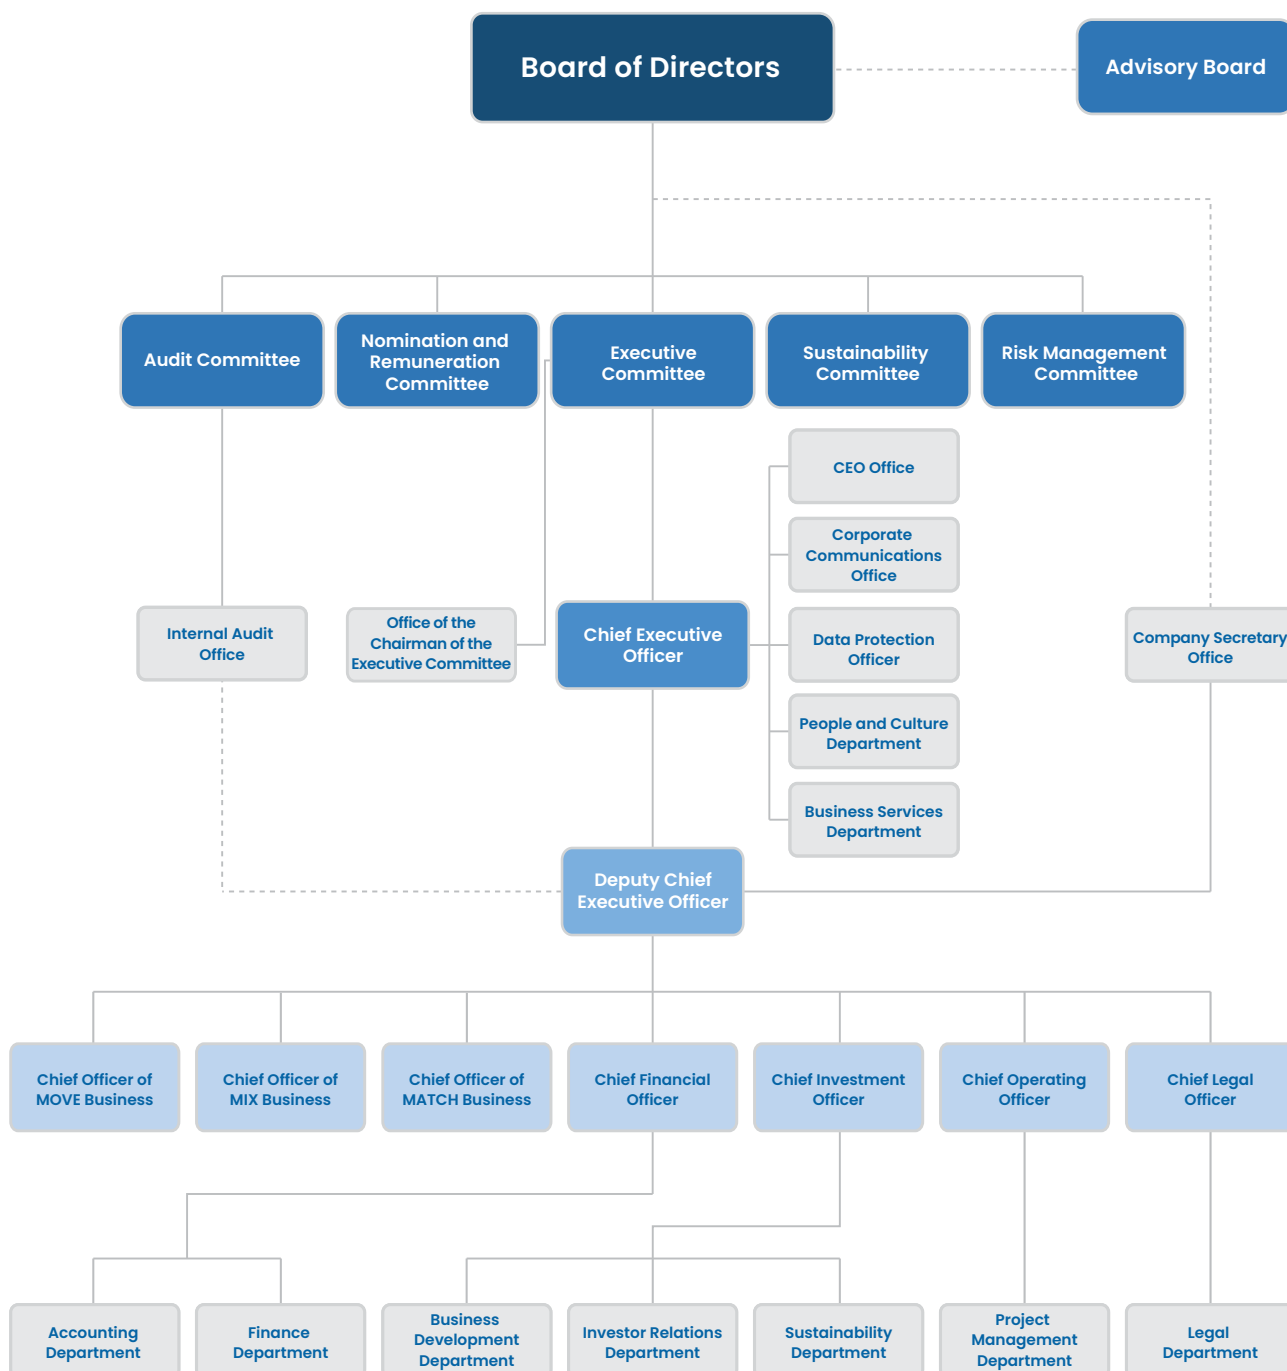 Board of Directors
Advisory Board
Audit Committee
Nomination and
Remuneration
Committee
Executive
Committee
Sustainability
Committee
Risk Management
Committee
CEO Office
Corporate
Communications
Office
Internal Audit
Office
Office of the
Chairman of the
Executive Committee
Chief Executive
Officer
Data Protection
Officer
Company Secretary
Office
People and Culture
Department
Business Services
Department
Deputy Chief
Executive Officer
Chief Officer of
MOVE Business
Chief Officer of
MIX Business
Chief Officer of
MATCH Business
Chief Financial
Officer
Chief Investment
Officer
Chief Operating
Officer
Chief Legal
Officer
Accounting
Department
Finance
Department
Business
Development
Department
Investor Relations
Department
Sustainability
Department
Project
Management
Department
Legal
Department